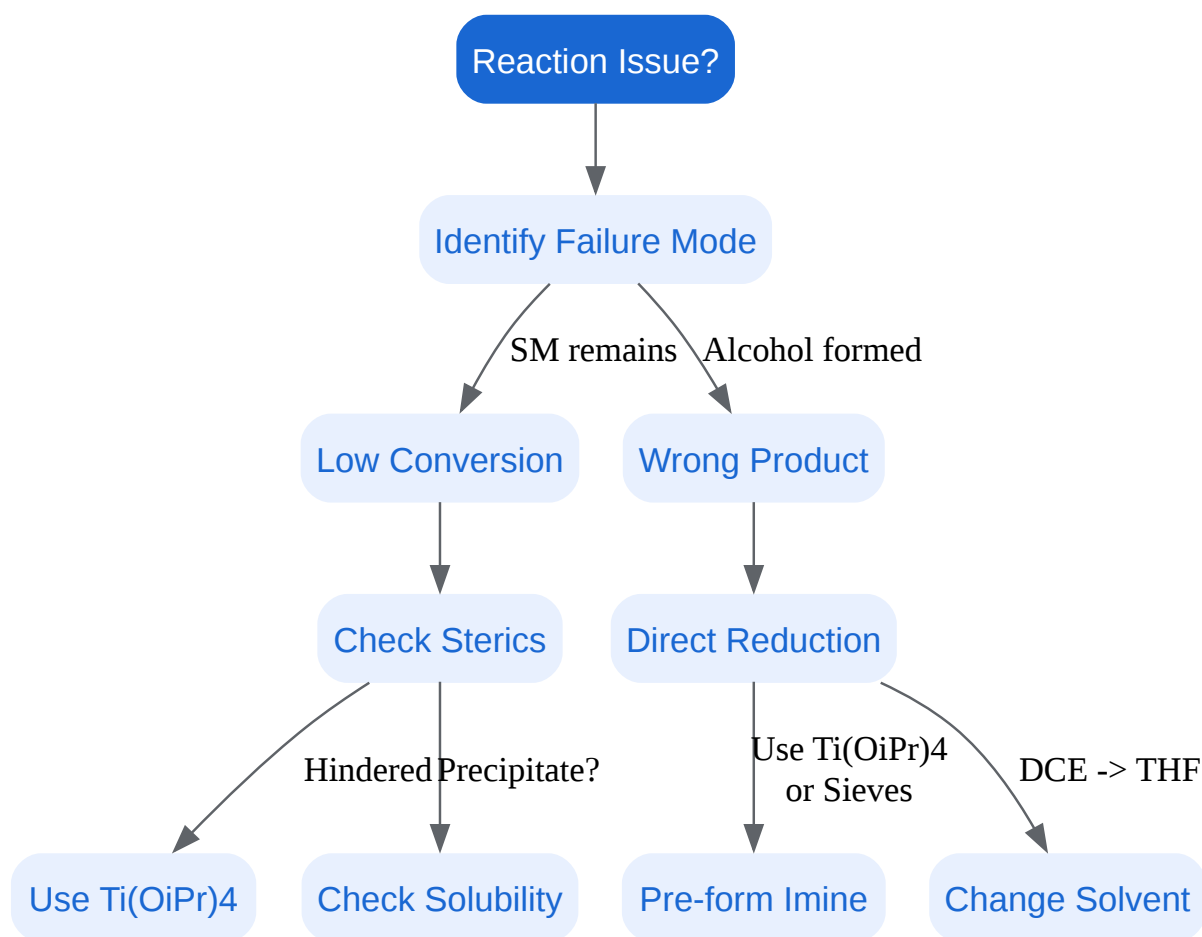 Reaction Issue?
Identify Failure Mode
SM remains
Alcohol formed
Low Conversion
Wrong Product
Check Sterics
Direct Reduction
Hindered
Precipitate?
Use Ti(OiPr)4
or Sieves
DCE -> THF
Use Ti(OiPr)4
Check Solubility
Pre-form Imine
Change Solvent